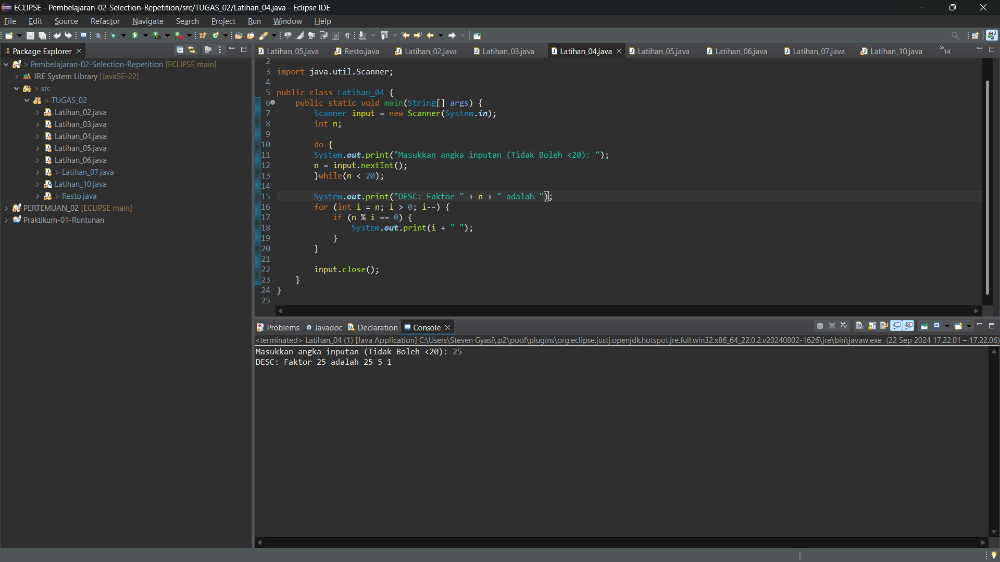 ECLIPSE - Pembelajaran-02-Selection-Repetition/src/TUGAS_02/Latihan_04.java - Eclipse IDE
File Edit Source Refactor Navigate Search Project Run Window Help
Package Explorer
Latihan_05.java Resto.java Latihan_02.java Latihan_03.java Latihan_04.java Latihan_05.java Latihan_06.java Latihan_07.java Latihan_10.java »14
> Pembelajaran-02-Selection-Repetition [ECLIPSE main]
JRE System Library [JavaSE-22]
> src
> TUGAS_02
Latihan_02.java
Latihan_03.java
Latihan_04.java
Latihan_05.java
Latihan_06.java
> Latihan_07.java
Latihan_10.java
> Resto.java
PERTEMUAN_02 [ECLIPSE main]
Praktikum-01-Runtunan
2
3 import java.util.Scanner;
4
5 public class Latihan_04 {
6 public static void main(String[] args) {
7 Scanner input = new Scanner(System.in);
8 int n;
9
10 do {
11 System.out.print("Masukkan angka inputan (Tidak Boleh <20): ");
12 n = input.nextInt();
13 }while(n < 20);
14
15 System.out.print("DESC: Faktor " + n + " adalah ");
16 for (int i = n; i > 0; i--) {
17 if (n % i == 0) {
18 System.out.print(i + " ");
19 }
20 }
21
22 input.close();
23 }
24 }
25
Problems Javadoc Declaration Console
<terminated> Latihan_04 (1) [Java Application] C:\Users\Steven Gyasi\.p2\pool\plugins\org.eclipse.justj.openjdk.hotspot.jre.full.win32.x86_64_22.0.2.v20240802-1626\jre\bin\javaw.exe (22 Sep 2024 17.22.01 – 17.22.06)
Masukkan angka inputan (Tidak Boleh <20): 25
DESC: Faktor 25 adalah 25 5 1